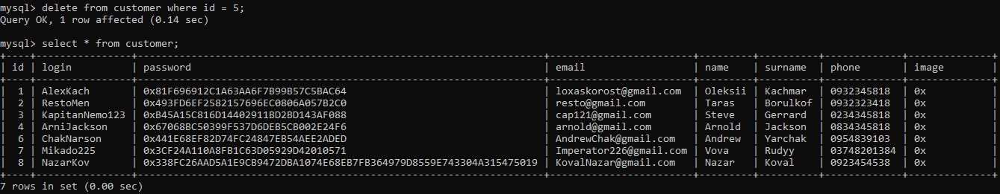 mysql> delete from customer where id = 5;
Query OK, 1 row affected (0.14 sec)
mysql> select * from customer;
+----+----------------+--------------------------------------------------------------------+------------------------+---------+----------+-------------+--------------+
| id | login | password | email | name | surname | phone | image |
+----+----------------+--------------------------------------------------------------------+------------------------+---------+----------+-------------+--------------+
| 1 | AlexKach | 0x81F696912C1A63AA6F7B99B57C5BAC64 | loxaskorost@gmail.com | Oleksii | Kachmar | 0932345818 | 0x |
| 2 | RestoMen | 0x493FD6EF2582157696EC0806A057B2C0 | resto@gmail.com | Taras | Borulkof | 0932323418 | 0x |
| 3 | KapitanNemo123 | 0xB45A15C816D14402911BD2BD143AF088 | cap121@gmail.com | Steve | Gerrard | 0234345818 | 0x |
| 4 | ArniJackson | 0x67068BC50399F537D6DEB5CB002E24F6 | arnold@gmail.com | Arnold | Jackson | 0834345818 | 0x |
| 6 | ChakNarson | 0x441E68EF82D74FC24847EB54AEE2ADED | AndrewChak@gmail.com | Andrew | Yarchak | 0954839103 | 0x |
| 7 | Mikado225 | 0x3CF24A110A8FB1C63D05929D42010571 | Imperator226@gmail.com | Vova | Rudyy | 03748201384 | 0x |
| 8 | NazarKov | 0x338FC26AAD5A1E9CB9472DBA1074E68EB7FB364979D8559E743304A315475019 | KovalNazar@gmail.com | Nazar | Koval | 0923454538 | 0x |
+----+----------------+--------------------------------------------------------------------+------------------------+---------+----------+-------------+--------------+
7 rows in set (0.00 sec)